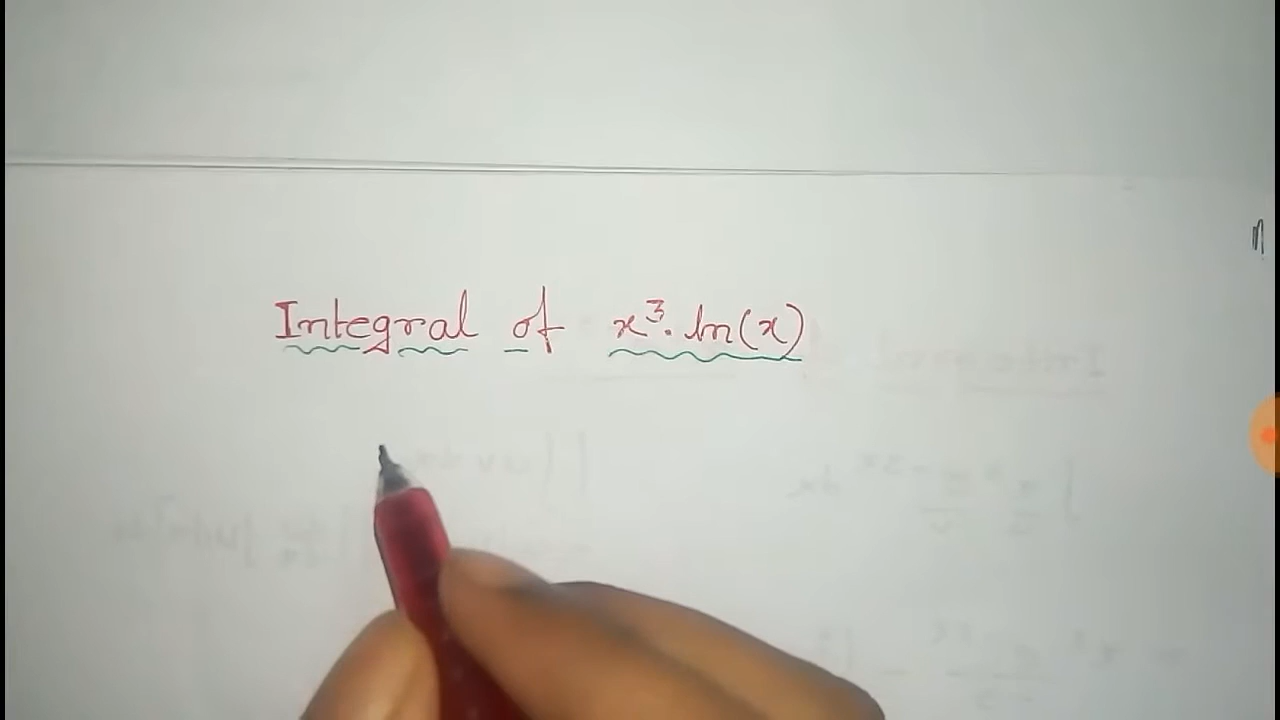 Integral of x³. ln(x)